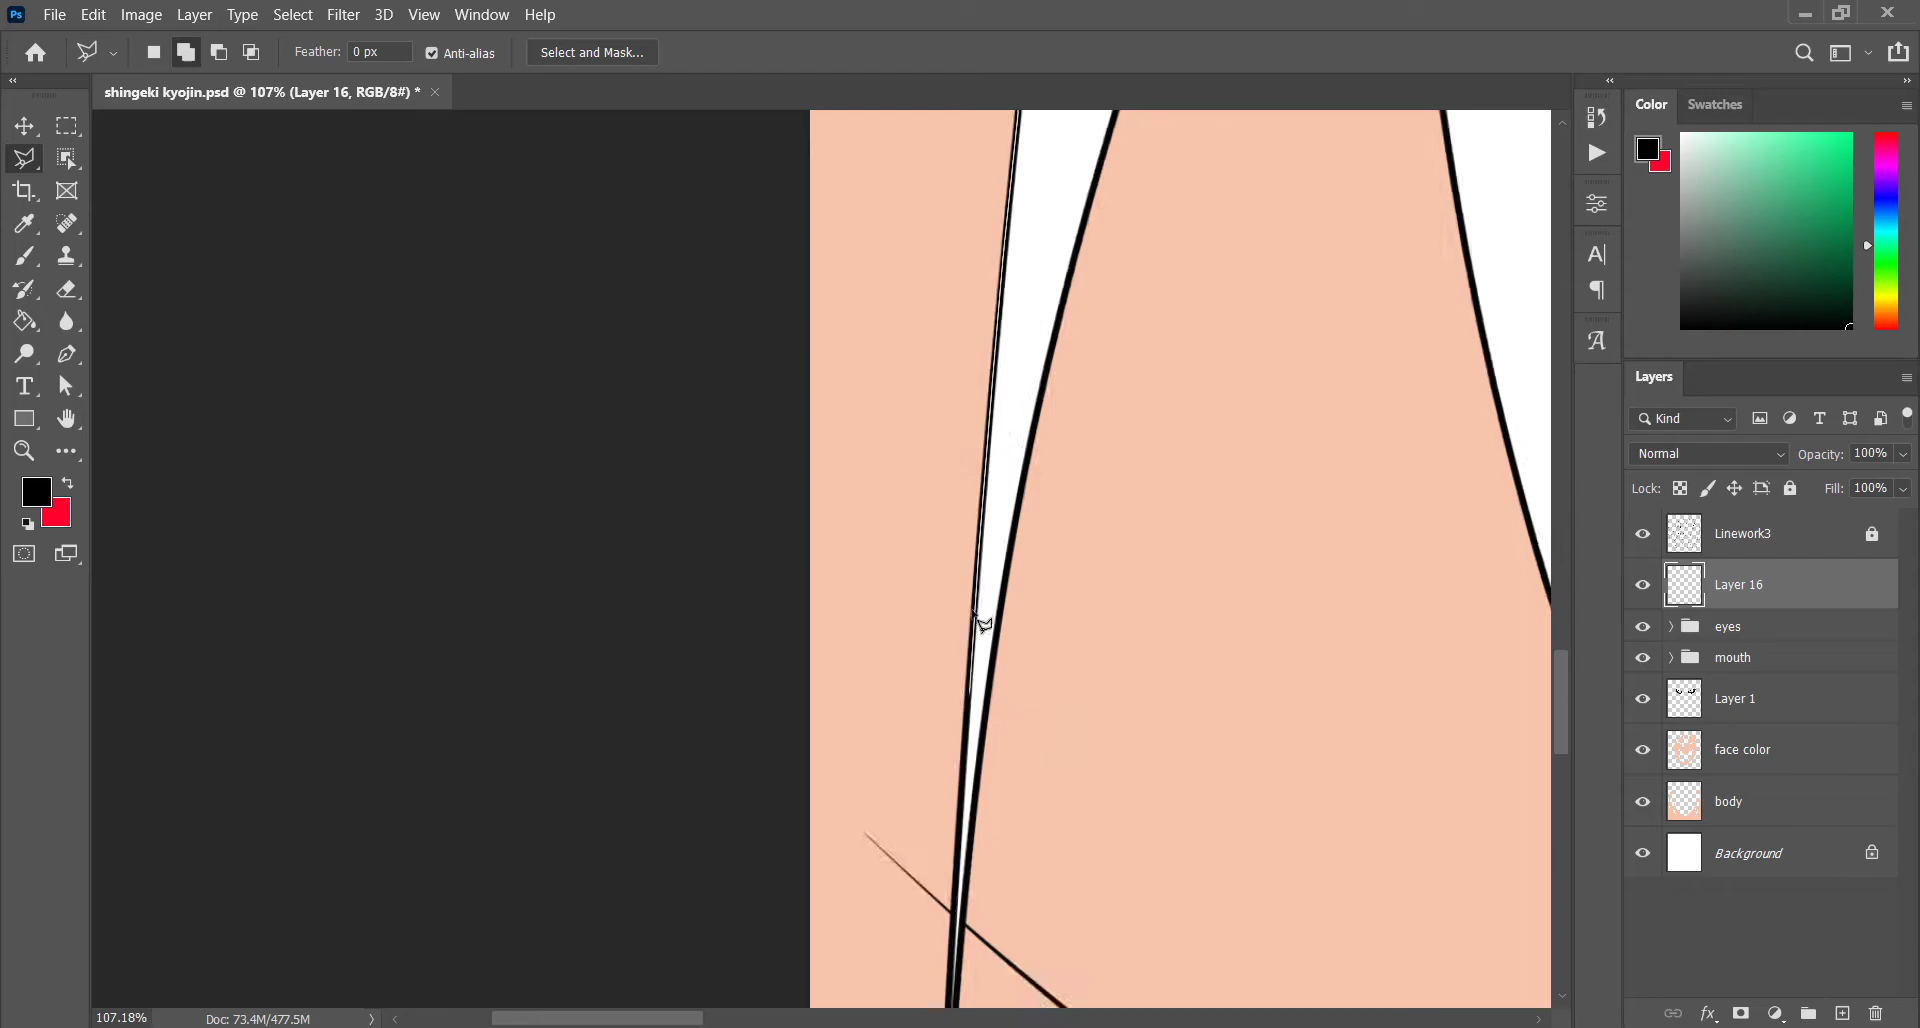 Ps File Edit Image Layer Type Select Filter 3D View Window Help
Feather: 0 px Anti-alias Select and Mask...
shingeki kyojin.psd @ 107% (Layer 16, RGB/8#) *
Color Swatches
Layers
Kind
Normal Opacity: 100%
Lock: Fill: 100%
Linework3
Layer 16
eyes
mouth
Layer 1
face color
body
Background
fx
107.18% Doc: 73.4M/477.5M